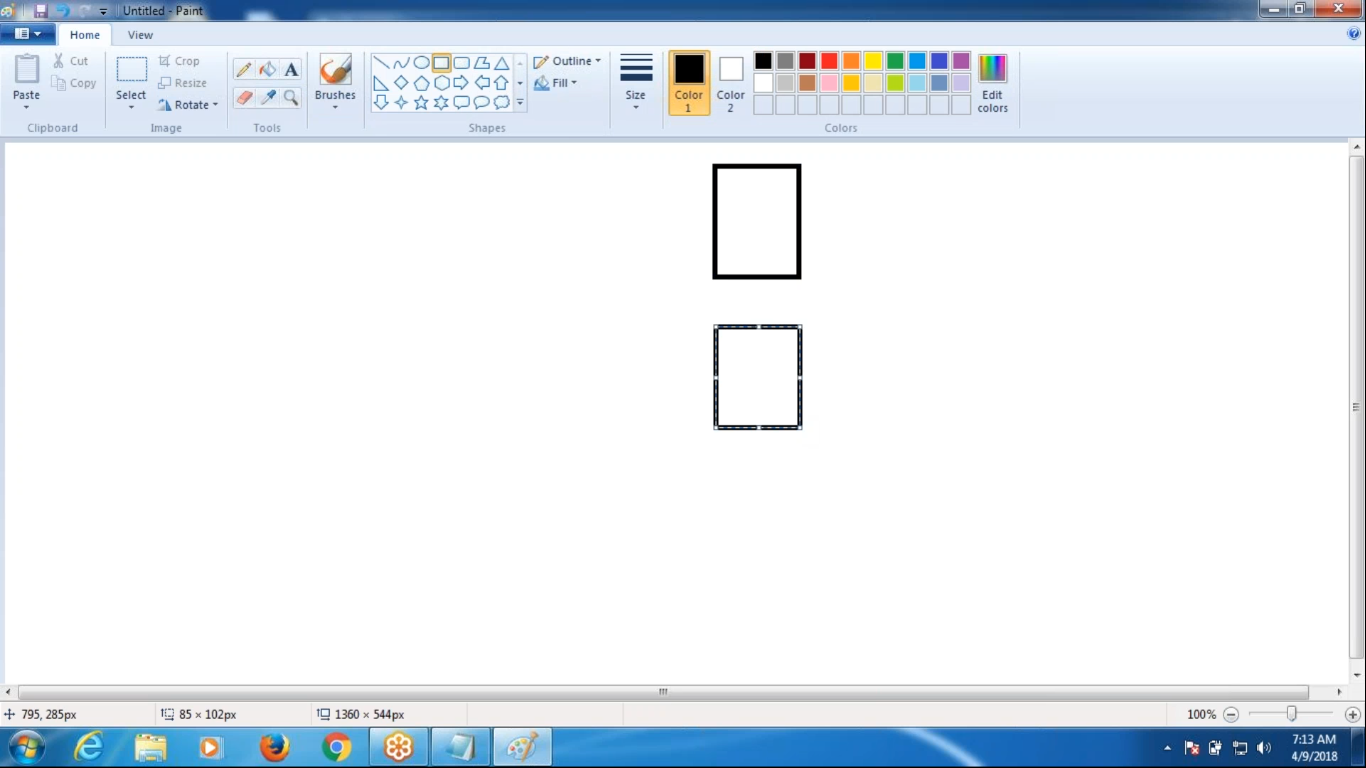 Untitled - Paint
Home View
Paste
Cut
Copy
Clipboard
Select
Crop
Resize
Rotate
Image
A
Tools
Brushes
Outline
Fill
Shapes
Size
Color 1
Color 2
Edit colors
Colors
795, 285px
85 × 102px
1360 × 544px
100%
7:13 AM
4/9/2018